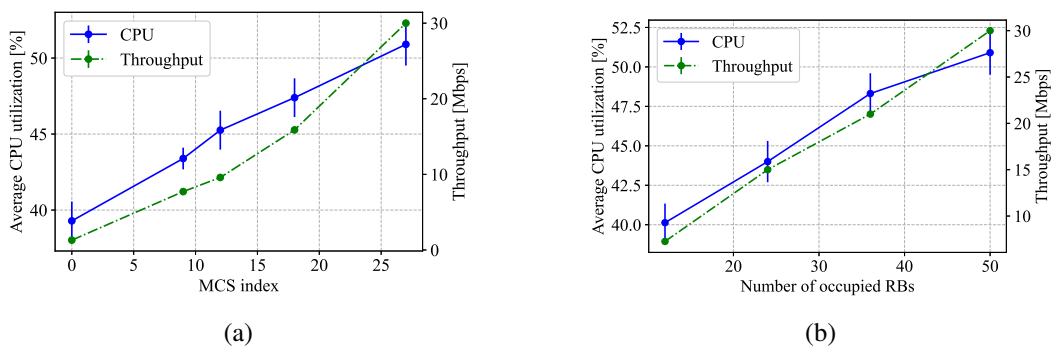 Average CPU utilization [%]
50
45
40
CPU
Throughput
30
20
10
0
Throughput [Mbps]
0
5
10
15
20
25
MCS index
(a)
Average CPU utilization [%]
52.5
50.0
47.5
45.0
42.5
40.0
CPU
Throughput
30
25
20
15
10
Throughput [Mbps]
20
30
40
50
Number of occupied RBs
(b)